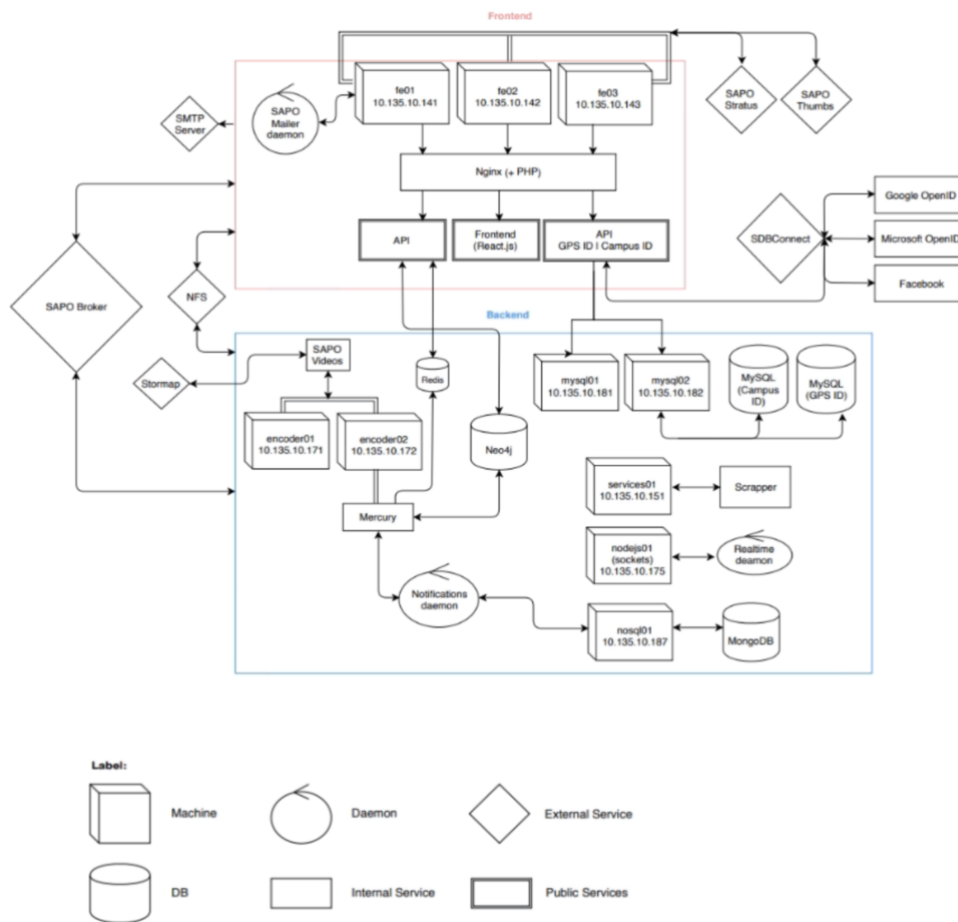 Frontend
fe01
10.135.10.141
fe02
10.135.10.142
fe03
10.135.10.143
SAPO
Mailer
daemon
SMTP
Server
SAPO
Stratus
SAPO
Thumbs
Nginx (+ PHP)
API
Frontend
(React.js)
API
GPS ID | Campus ID
SDBConnect
Google OpenID
Microsoft OpenID
Facebook
SAPO Broker
NFS
Backend
Stormap
SAPO
Videos
Redis
encoder01
10.135.10.171
encoder02
10.135.10.172
Neo4j
mysql01
10.135.10.181
mysql02
10.135.10.182
MySQL
(Campus
ID)
MySQL
(GPS ID)
Mercury
services01
10.135.10.151
Scrapper
nodejs01
(sockets)
10.135.10.175
Realtime
deamon
Notifications
daemon
nosql01
10.135.10.187
MongoDB
Label:
Machine
Daemon
External Service
DB
Internal Service
Public Services